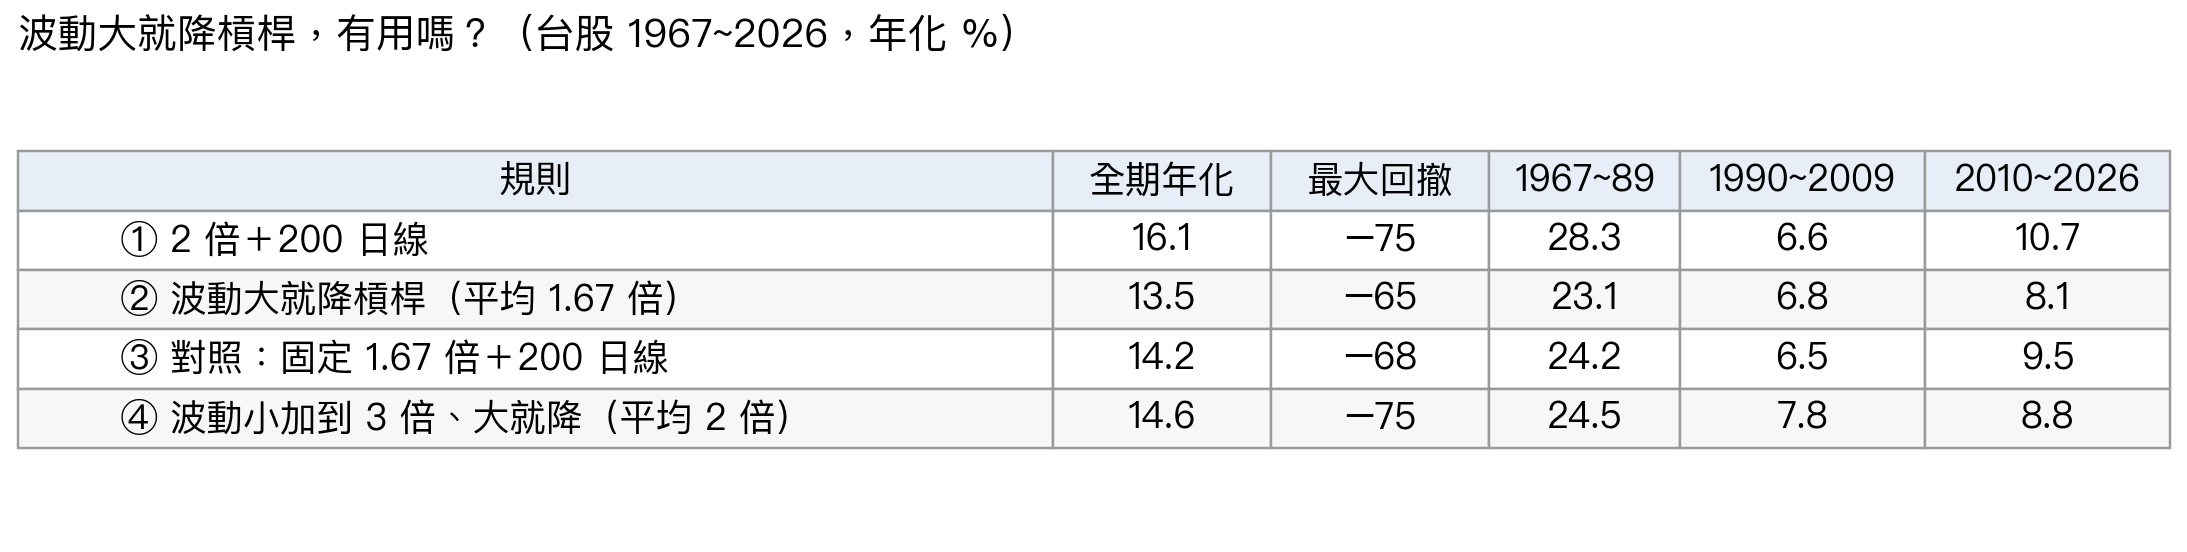 波動大就降槓桿，有用嗎？（台股 1967~2026，年化 %）
規則 全期年化 最大回撤 1967~89 1990~2009 2010~2026
① 2 倍＋200 日線 16.1 −75 28.3 6.6 10.7
② 波動大就降槓桿（平均 1.67 倍） 13.5 −65 23.1 6.8 8.1
③ 對照：固定 1.67 倍＋200 日線 14.2 −68 24.2 6.5 9.5
④ 波動小加到 3 倍、大就降（平均 2 倍） 14.6 −75 24.5 7.8 8.8